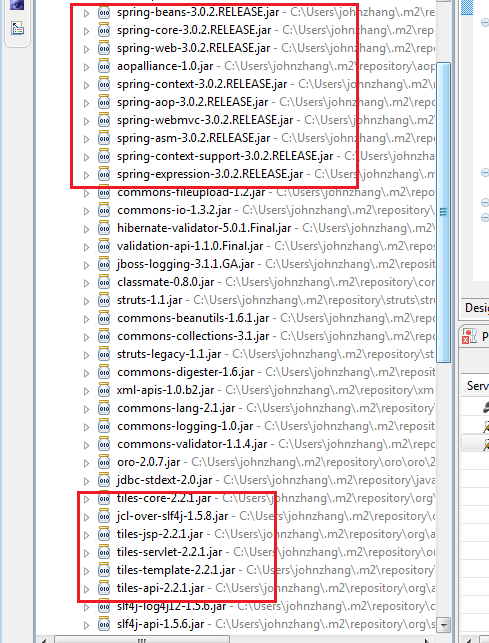 spring-beans-3.0.2.RELEASE.jar - C:\Users\johnzhang\.m2\
spring-core-3.0.2.RELEASE.jar - C:\Users\johnzhang\.m2\r
spring-web-3.0.2.RELEASE.jar - C:\Users\johnzhang\.m2\re
aopalliance-1.0.jar - C:\Users\johnzhang\.m2\repository\aop
spring-context-3.0.2.RELEASE.jar - C:\Users\johnzhang\.m
spring-aop-3.0.2.RELEASE.jar - C:\Users\johnzhang\.m2\repo
spring-webmvc-3.0.2.RELEASE.jar - C:\Users\johnzhang\.m
spring-asm-3.0.2.RELEASE.jar - C:\Users\johnzhang\.m2\re
spring-context-support-3.0.2.RELEASE.jar - C:\Users\johnz
spring-expression-3.0.2.RELEASE.jar - C:\Users\johnzhang\
commons-fileupload-1.2.jar - C:\Users\johnzhang\.m2\repo
commons-io-1.3.2.jar - C:\Users\johnzhang\.m2\repository\
hibernate-validator-5.0.1.Final.jar - C:\Users\johnzhang\.m
validation-api-1.1.0.Final.jar - C:\Users\johnzhang\.m2\rep
jboss-logging-3.1.1.GA.jar - C:\Users\johnzhang\.m2\repos
classmate-0.8.0.jar - C:\Users\johnzhang\.m2\repository\co
struts-1.1.jar - C:\Users\johnzhang\.m2\repository\struts\str
commons-beanutils-1.6.1.jar - C:\Users\johnzhang\.m2\rep
commons-collections-3.1.jar - C:\Users\johnzhang\.m2\rep
struts-legacy-1.1.jar - C:\Users\johnzhang\.m2\repository\st
commons-digester-1.6.jar - C:\Users\johnzhang\.m2\repos
xml-apis-1.0.b2.jar - C:\Users\johnzhang\.m2\repository\xm
commons-lang-2.1.jar - C:\Users\johnzhang\.m2\repository
commons-logging-1.0.jar - C:\Users\johnzhang\.m2\reposi
commons-validator-1.1.4.jar - C:\Users\johnzhang\.m2\rep
oro-2.0.7.jar - C:\Users\johnzhang\.m2\repository\oro\oro\2
jdbc-stdext-2.0.jar - C:\Users\johnzhang\.m2\repository\java
tiles-core-2.2.1.jar - C:\Users\johnzhang\.m2\repository\org\
jcl-over-slf4j-1.5.8.jar - C:\Users\johnzhang\.m2\repository\
tiles-jsp-2.2.1.jar - C:\Users\johnzhang\.m2\repository\org\a
tiles-servlet-2.2.1.jar - C:\Users\johnzhang\.m2\repository\o
tiles-template-2.2.1.jar - C:\Users\johnzhang\.m2\repository
tiles-api-2.2.1.jar - C:\Users\johnzhang\.m2\repository\org\a
slf4j-log4j12-1.5.6.jar - C:\Users\johnzhang\.m2\repository\
slf4j-api-1.5.6.jar - C:\Users\johnzhang\.m2\repository\org\
Desig
P
Serv